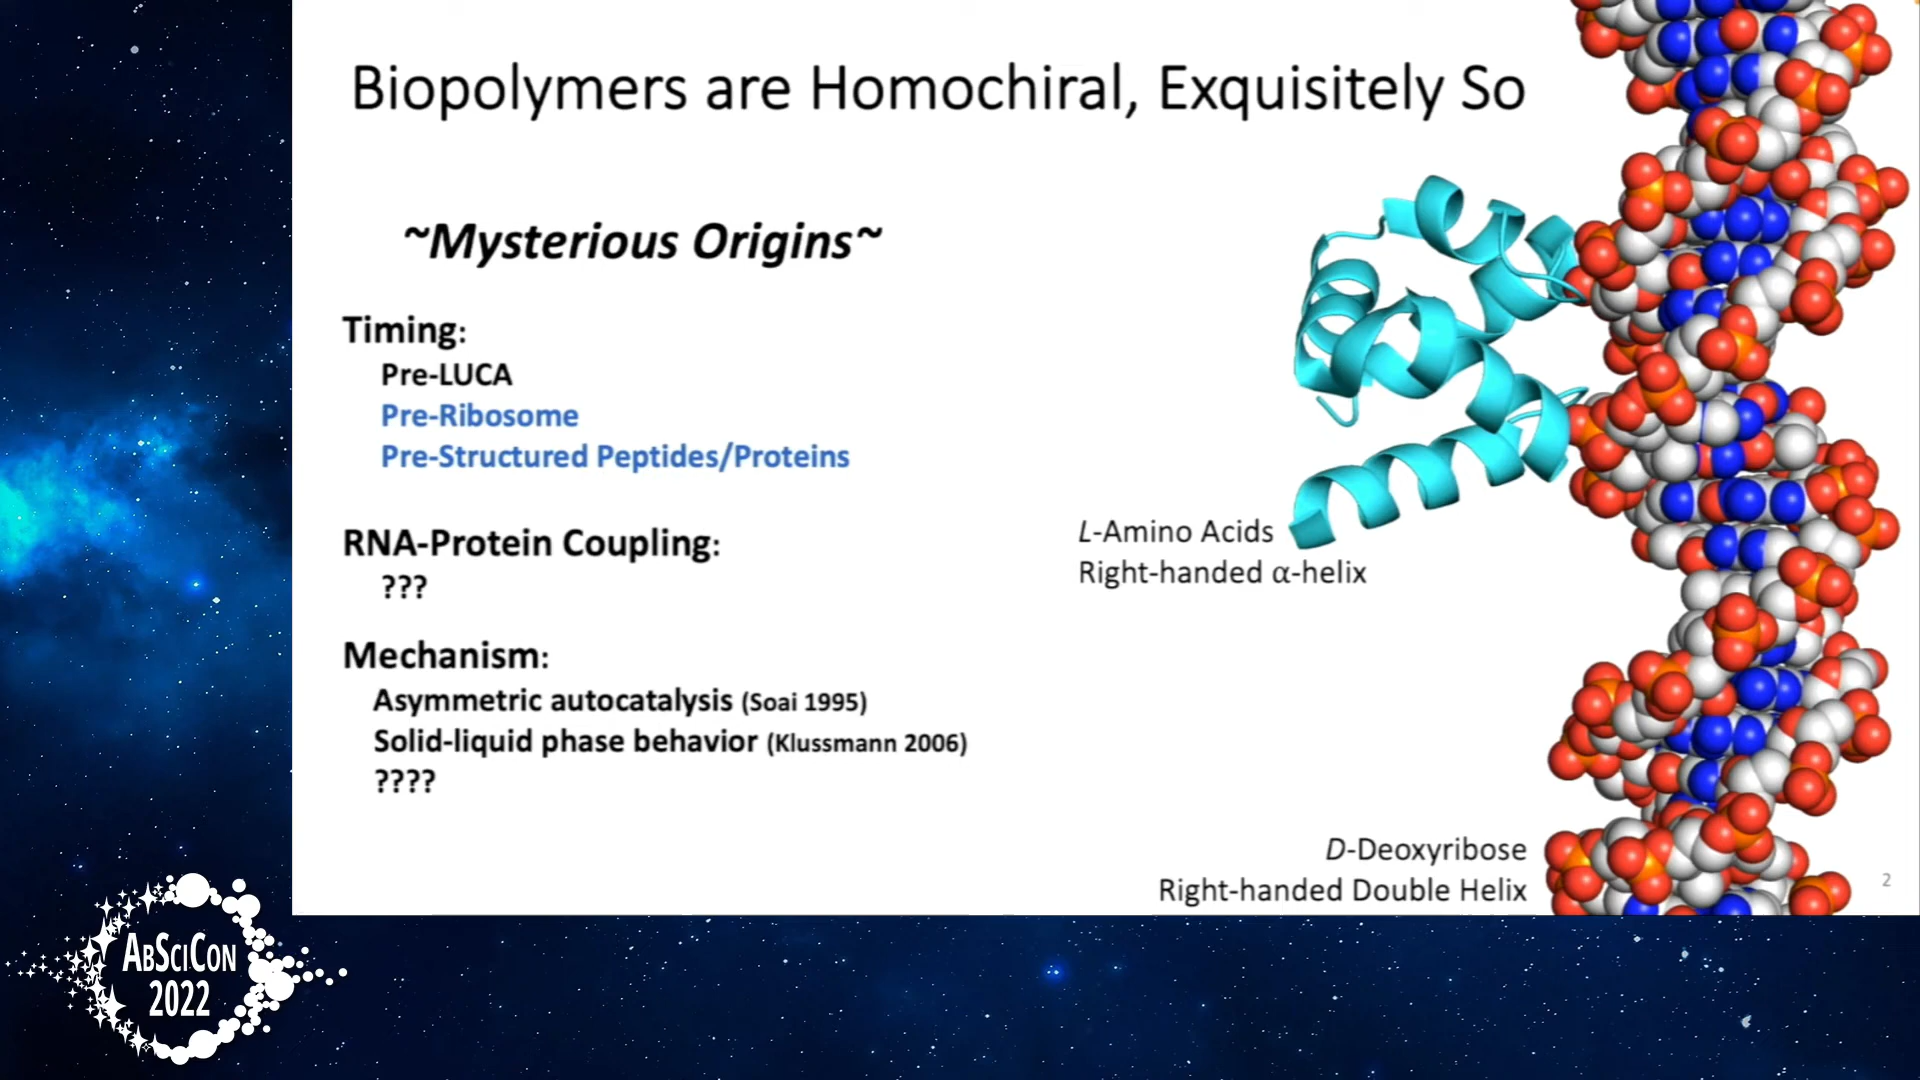 Biopolymers are Homochiral, Exquisitely So
~Mysterious Origins~
Timing:
Pre-LUCA
Pre-Ribosome
Pre-Structured Peptides/Proteins
RNA-Protein Coupling:
???
Mechanism:
Asymmetric autocatalysis (Soai 1995)
Solid-liquid phase behavior (Klussmann 2006)
????
L-Amino Acids
Right-handed α-helix
D-Deoxyribose
Right-handed Double Helix
2
ABSCICON
2022